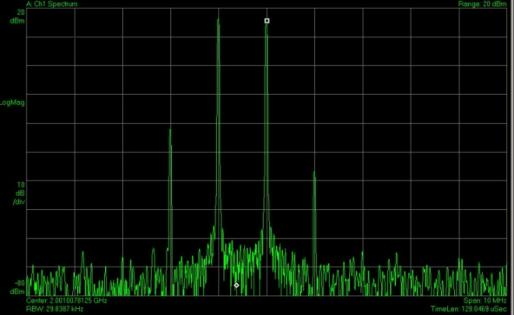 A: Ch1 Spectrum
Range: 20 dBm
20
dBm
LogMag
10
dB
/div
-80
dBm
Center: 2.0010078125 GHz
Span: 10 MHz
RBW: 29.8387 kHz
TimeLen: 128.0469 uSec